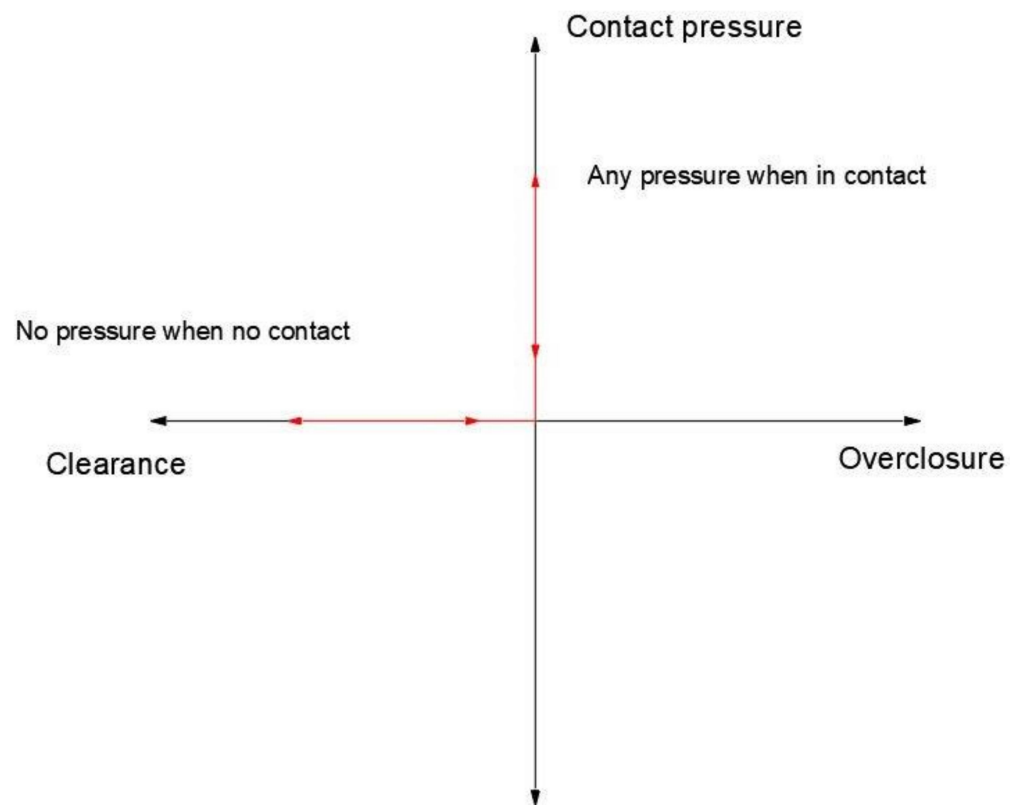 Contact pressure
Any pressure when in contact
No pressure when no contact
Clearance
Overclosure